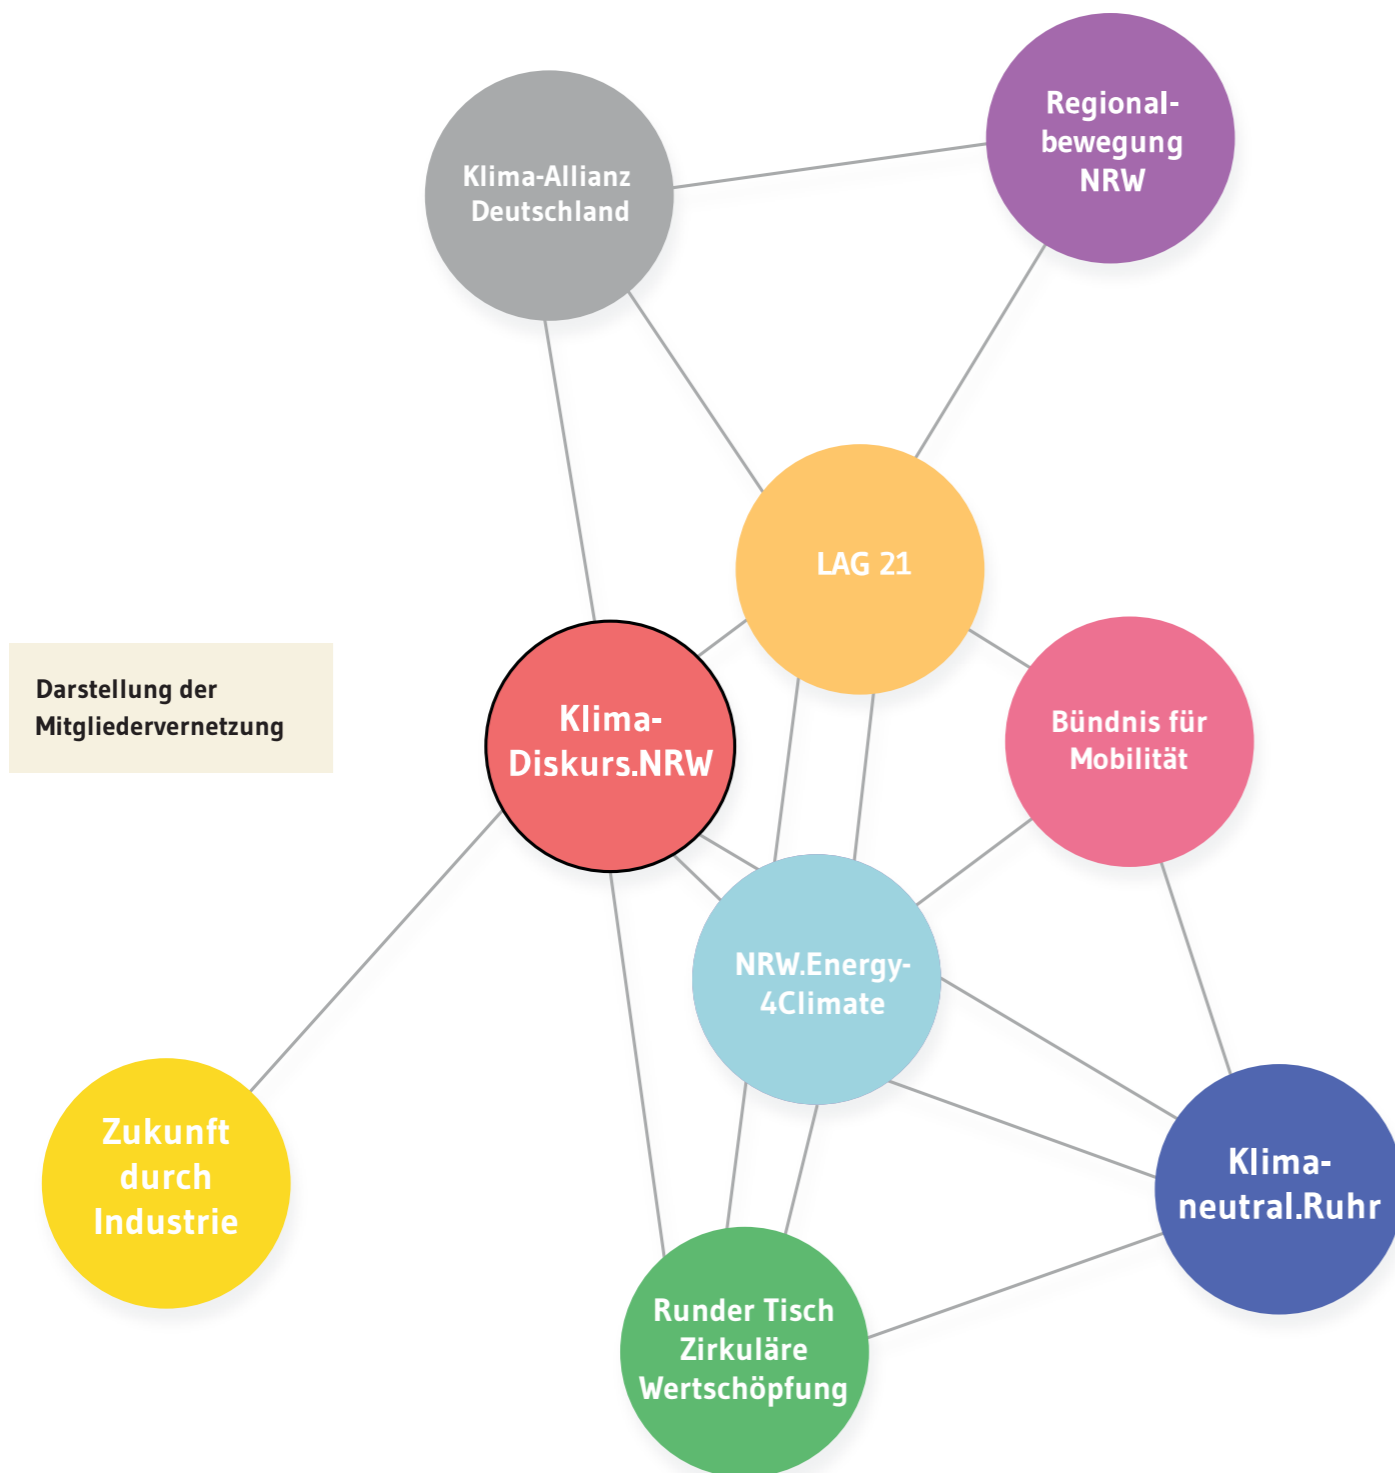 Regional-
bewegung
NRW
Klima-Allianz
Deutschland
LAG 21
Darstellung der
Mitgliedervernetzung
Klima-
Diskurs.NRW
Bündnis für
Mobilität
NRW.Energy-
4Climate
Zukunft
durch
Industrie
Klima-
neutral.Ruhr
Runder Tisch
Zirkuläre
Wertschöpfung